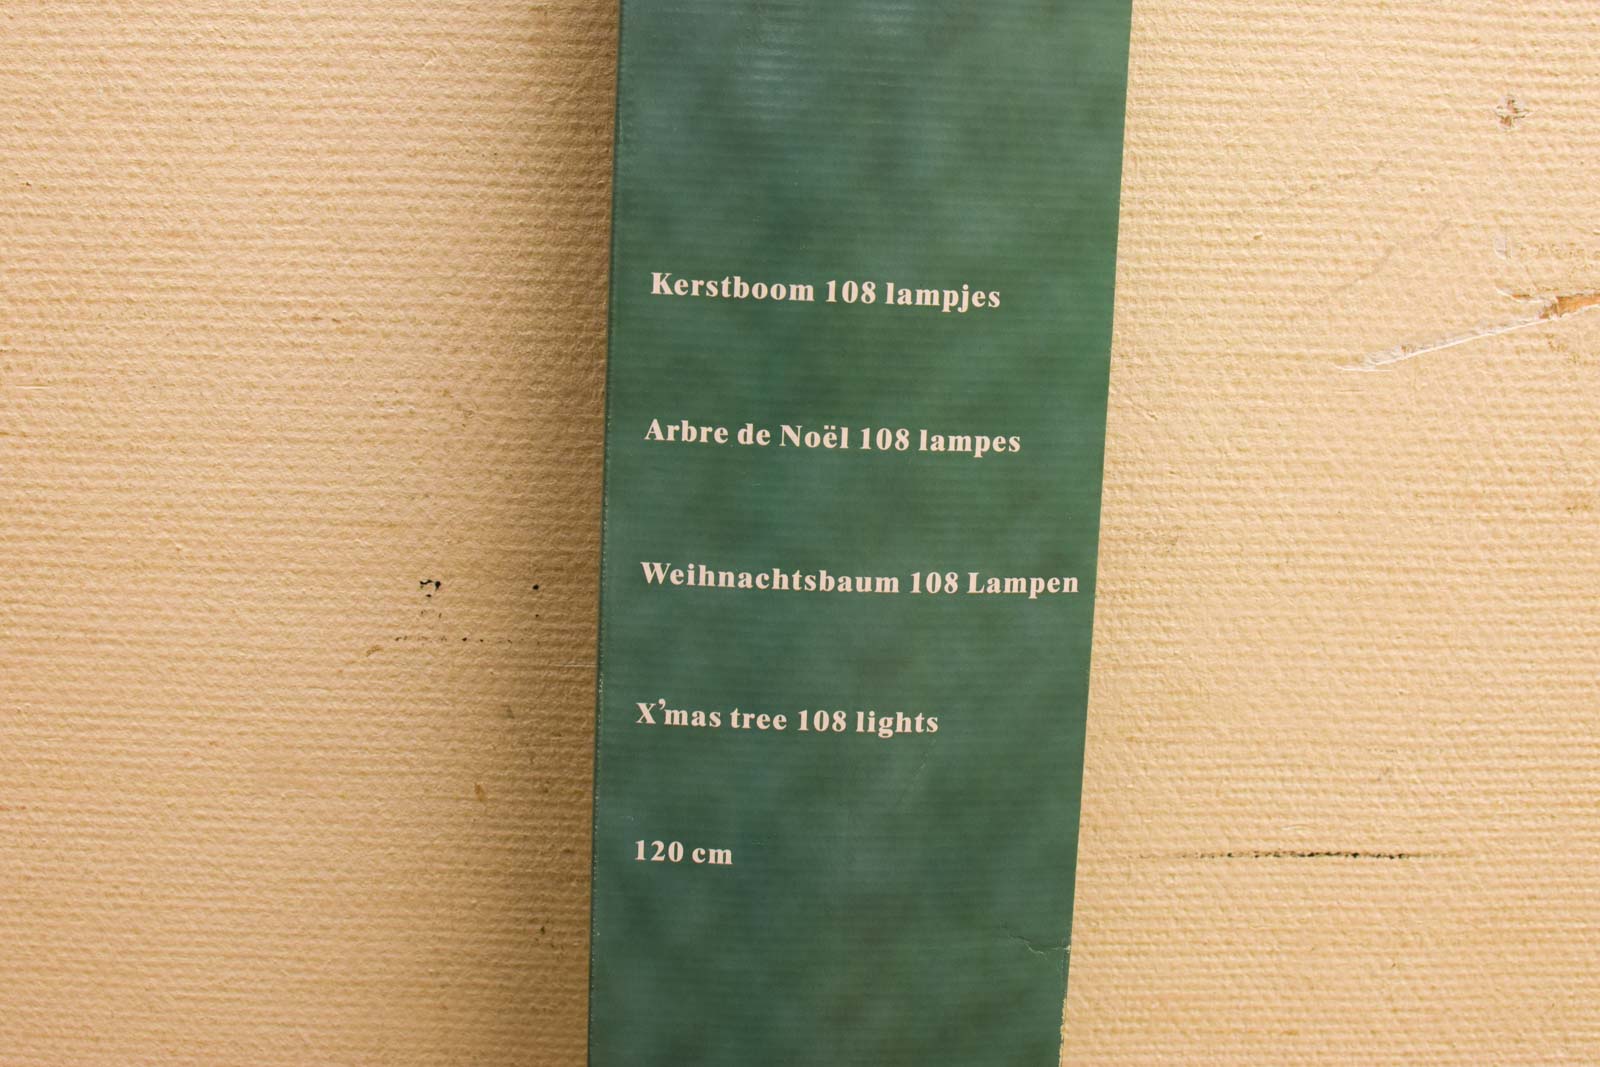 Kerstboom 108 lampjes
Arbre de Noël 108 lampes
Weihnachtsbaum 108 Lampen
X’mas tree 108 lights
120 cm